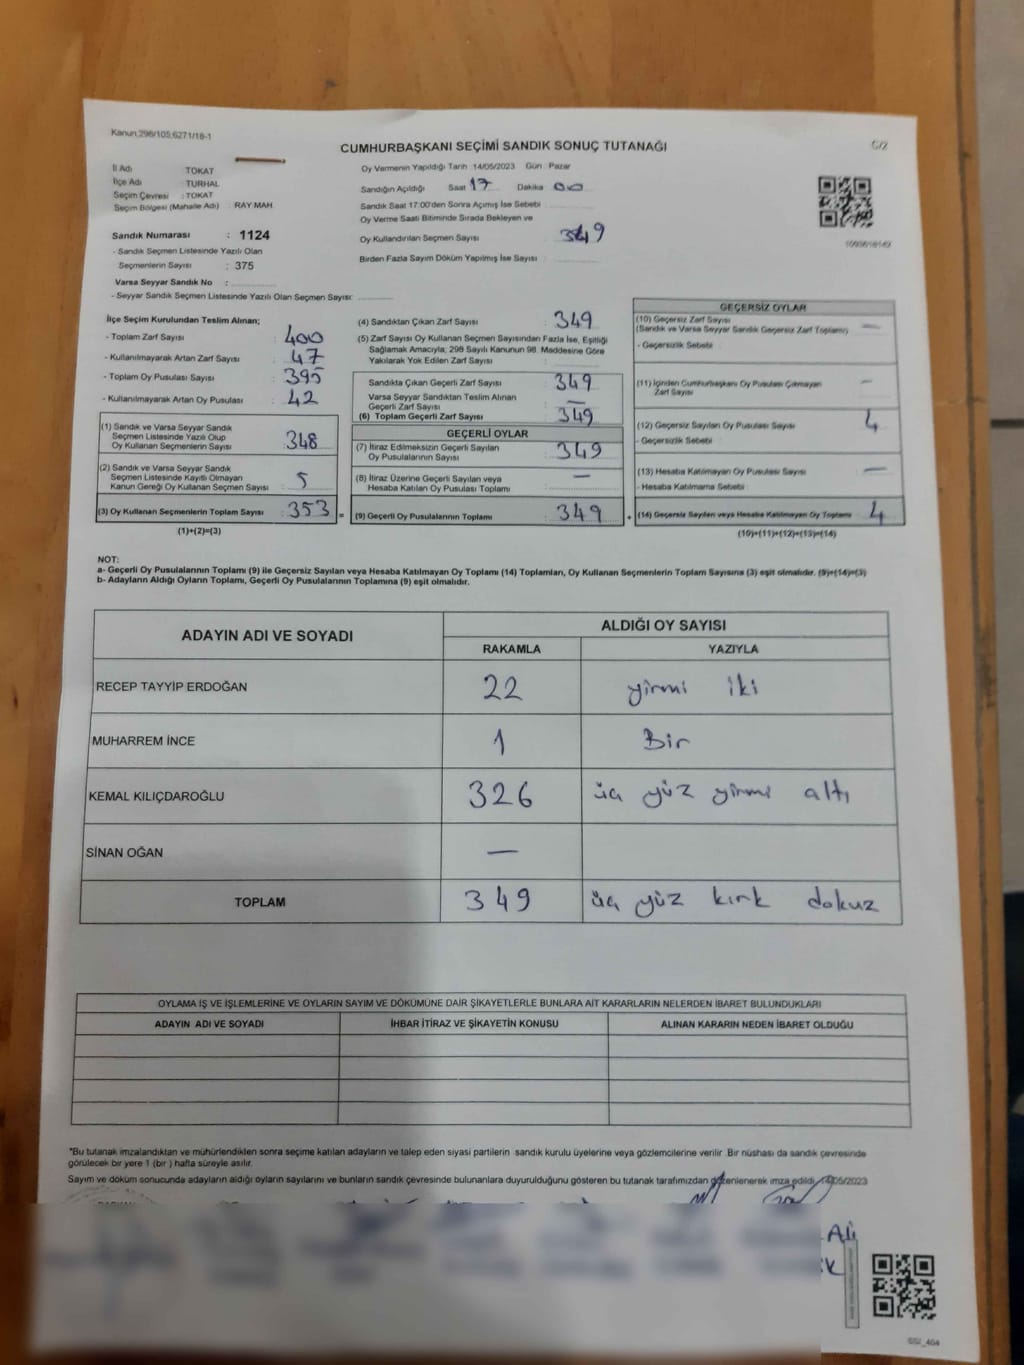 Kanun:298/105;6271/18-1
CUMHURBAŞKANI SEÇİMİ SANDIK SONUÇ TUTANAĞI
C/2
İl Adı : TOKAT
İlçe Adı : TURHAL
Seçim Çevresi : TOKAT
Seçim Bölgesi (Mahalle Adı) : RAY MAH.
Oy Vermenin Yapıldığı Tarih 14/05/2023 Gün : Pazar
Sandığın Açıldığı Saat 17 Dakika 00
Sandık Saat 17:00'den Sonra Açılmış İse Sebebi :
Oy Verme Saati Bitiminde Sırada Bekleyen ve
Oy Kullandırılan Seçmen Sayısı : 349
Birden Fazla Sayım Döküm Yapılmış İse Sayısı :
Sandık Numarası : 1124
- Sandık Seçmen Listesinde Yazılı Olan
Seçmenlerin Sayısı : 375
Varsa Seyyar Sandık No :
- Seyyar Sandık Seçmen Listesinde Yazılı Olan Seçmen Sayısı:
İlçe Seçim Kurulundan Teslim Alınan;
- Toplam Zarf Sayısı : 400
- Kullanılmayarak Artan Zarf Sayısı : 47
- Toplam Oy Pusulası Sayısı : 395
- Kullanılmayarak Artan Oy Pusulası : 42
(1) Sandık ve Varsa Seyyar Sandık
Seçmen Listesinde Yazılı Olup
Oy Kullanan Seçmenlerin Sayısı : 348
(2) Sandık ve Varsa Seyyar Sandık
Seçmen Listesinde Kayıtlı Olmayan
Kanun Gereği Oy Kullanan Seçmen Sayısı : 5
(3) Oy Kullanan Seçmenlerin Toplam Sayısı : 353 =
(1)+(2)=(3)
(4) Sandıktan Çıkan Zarf Sayısı : 349
(5) Zarf Sayısı Oy Kullanan Seçmen Sayısından Fazla İse, Eşitliği
Sağlamak Amacıyla; 298 Sayılı Kanunun 98. Maddesine Göre
Yakılarak Yok Edilen Zarf Sayısı :
Sandıkta Çıkan Geçerli Zarf Sayısı : 349
Varsa Seyyar Sandıktan Teslim Alınan
Geçerli Zarf Sayısı : —
(6) Toplam Geçerli Zarf Sayısı : 349
GEÇERLİ OYLAR
(7) İtiraz Edilmeksizin Geçerli Sayılan
Oy Pusulalarının Sayısı : 349
(8) İtiraz Üzerine Geçerli Sayılan veya
Hesaba Katılan Oy Pusulası Toplamı : —
(9) Geçerli Oy Pusulalarının Toplamı : 349 +
GEÇERSİZ OYLAR
(10) Geçersiz Zarf Sayısı
(Sandık ve Varsa Seyyar Sandık Geçersiz Zarf Toplamı) : —
- Geçersizlik Sebebi :
(11) İçinden Cumhurbaşkanı Oy Pusulası Çıkmayan
Zarf Sayısı : —
(12) Geçersiz Sayılan Oy Pusulası Sayısı : 4
- Geçersizlik Sebebi :
(13) Hesaba Katılmayan Oy Pusulası Sayısı : —
- Hesaba Katılmama Sebebi :
(14) Geçersiz Sayılan veya Hesaba Katılmayan Oy Toplamı : 4
(10)+(11)+(12)+(13)=(14)
NOT:
a- Geçerli Oy Pusulalarının Toplamı (9) ile Geçersiz Sayılan veya Hesaba Katılmayan Oy Toplamı (14) Toplamları, Oy Kullanan Seçmenlerin Toplam Sayısına (3) eşit olmalıdır. (9)+(14)=(3)
b- Adayların Aldığı Oyların Toplamı, Geçerli Oy Pusulalarının Toplamına (9) eşit olmalıdır.
ADAYIN ADI VE SOYADI
ALDIĞI OY SAYISI
RAKAMLA YAZIYLA
RECEP TAYYİP ERDOĞAN 22 yirmi iki
MUHARREM İNCE 1 Bir
KEMAL KILIÇDAROĞLU 326 üç yüz yirmi altı
SİNAN OĞAN —
TOPLAM 349 üç yüz kırk dokuz
OYLAMA İŞ VE İŞLEMLERİNE VE OYLARIN SAYIM VE DÖKÜMÜNE DAİR ŞİKAYETLERLE BUNLARA AİT KARARLARIN NELERDEN İBARET BULUNDUKLARI
ADAYIN ADI VE SOYADI İHBAR İTİRAZ VE ŞİKAYETİN KONUSU ALINAN KARARIN NEDEN İBARET OLDUĞU
*Bu tutanak imzalandıktan ve mühürlendikten sonra seçime katılan adayların ve talep eden siyasi partilerin sandık kurulu üyelerine veya gözlemcilerine verilir. Bir nüshası da sandık çevresinde
görülecek bir yere 1 (bir) hafta süreyle asılır.
Sayım ve döküm sonucunda adayların aldığı oyların sayılarını ve bunların sandık çevresinde bulunanlara duyurulduğunu gösteren bu tutanak tarafımızdan düzenlenerek imza edildi. 14/05/2023
Ali